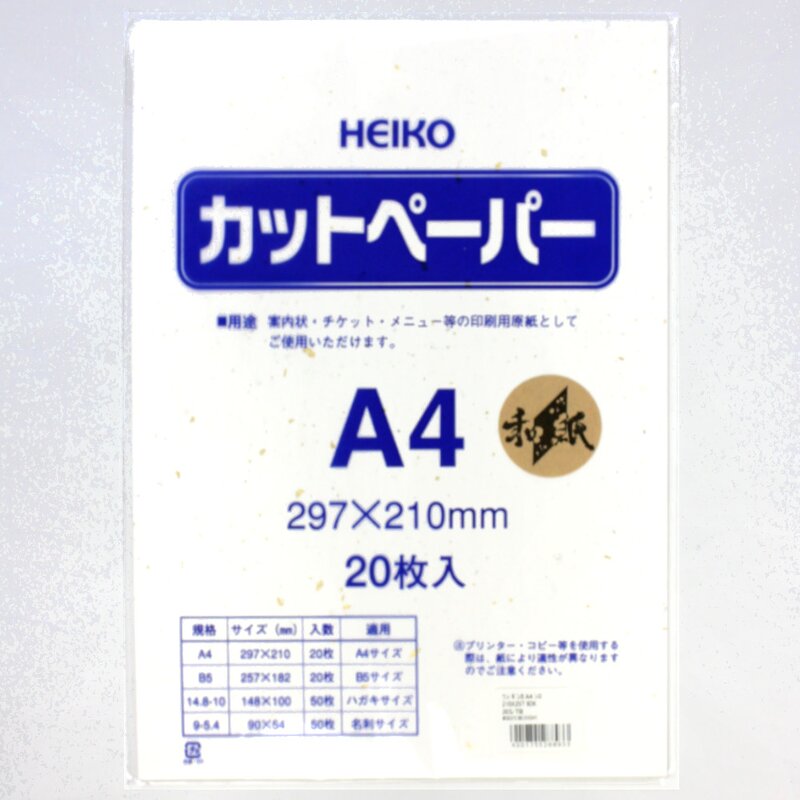 HEIKO
カットペーパー
■用途 案内状・チケット・メニュー等の印刷用原紙として
ご使用いただけます。
A4
和紙
297×210mm
20枚入
規格 サイズ (mm) 入数 適用
A4 297×210 20枚 A4サイズ
B5 257×182 20枚 B5サイズ
14.8-10 148×100 50枚 ハガキサイズ
9-5.4 90×54 50枚 名刺サイズ
㊟プリンター・コピー等を使用する
際は、紙により適性が異なります
のでご注意ください。